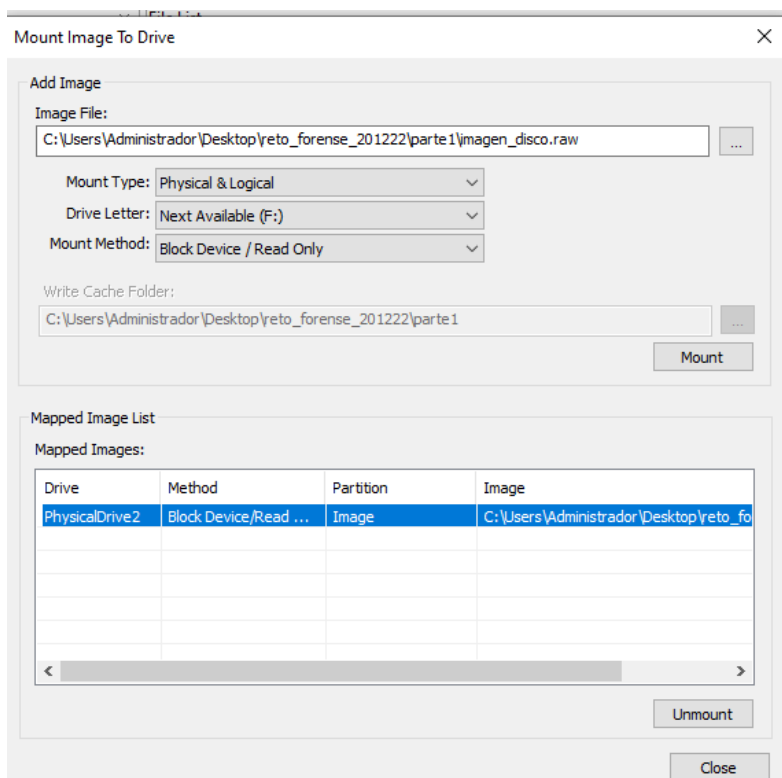 File List
Mount Image To Drive
Add Image
Image File:
C:\Users\Administrador\Desktop\reto_forense_201222\parte1\imagen_disco.raw
...
Mount Type: Physical & Logical
Drive Letter: Next Available (F:)
Mount Method: Block Device / Read Only
Write Cache Folder:
C:\Users\Administrador\Desktop\reto_forense_201222\parte1
...
Mount
Mapped Image List
Mapped Images:
Drive Method Partition Image
PhysicalDrive2 Block Device/Read ... Image C:\Users\Administrador\Desktop\reto_fo
Unmount
Close